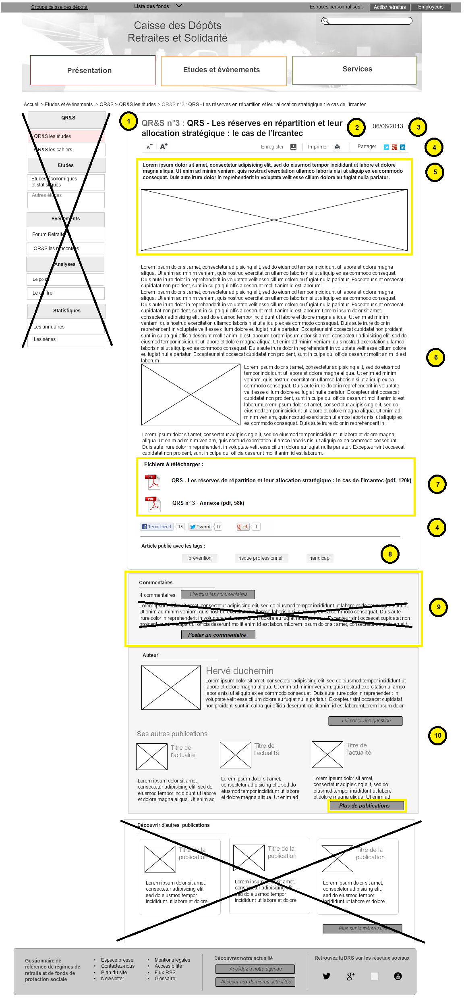 Groupe caisse des dépots
Liste des fonds
Espaces personnalisés :
Actifs/ retraités
Employeurs
Caisse des Dépôts
Retraites et Solidarité
Présentation
Etudes et événements
Services
Accueil > Etudes et événements > QR&S > QR&S les études > QR&S n°3 : QRS - Les réserves en répartition et leur allocation stratégique : le cas de l'Ircantec
QR&S
QR&S les études
QR&S les cahiers
Etudes
Etudes économiques
et statistiques
Autres études
Evénements
Forum Retraite
QR&S les rencontres
Analyses
Le point
Le chiffre
Statistiques
Les annuaires
Les séries
1
QR&S n°3 : QRS - Les réserves en répartition et leur
allocation stratégique : le cas de l'Ircantec
2
06/06/2013
3
A-
A+
Enregister
Imprimer
Partager
4
5
Lorem ipsum dolor sit amet, consectetur adipisicing elit, sed do eiusmod tempor incididunt ut labore et dolore
magna aliqua. Ut enim ad minim veniam, quis nostrud exercitation ullamco laboris nisi ut aliquip ex ea commodo
consequat. Duis aute irure dolor in reprehenderit in voluptate velit esse cillum dolore eu fugiat nulla pariatur.
Lorem ipsum dolor sit amet, consectetur adipisicing elit, sed do eiusmod tempor incididunt ut labore et dolore magna
aliqua. Ut enim ad minim veniam, quis nostrud exercitation ullamco laboris nisi ut aliquip ex ea commodo consequat.
Duis aute irure dolor in reprehenderit in voluptate velit esse cillum dolore eu fugiat nulla pariatur. Excepteur sint occaecat
cupidatat non proident, sunt in culpa qui officia deserunt mollit anim id est laborum
Lorem ipsum dolor sit amet, consectetur adipisicing elit, sed do eiusmod tempor incididunt ut labore et dolore magna
aliqua. Ut enim ad minim veniam, quis nostrud exercitation ullamco laboris nisi ut aliquip ex ea commodo consequat.
Duis aute irure dolor in reprehenderit in voluptate velit esse cillum dolore eu fugiat nulla pariatur. Excepteur sint occaecat
cupidatat non proident, sunt in culpa qui officia deserunt mollit anim id est laborum Lorem ipsum dolor sit amet,
consectetur adipisicing elit, sed do eiusmod tempor incididunt ut labore et dolore magna aliqua. Ut enim ad minim
veniam, quis nostrud exercitation ullamco laboris nisi ut aliquip ex ea commodo consequat. Duis aute irure dolor in
reprehenderit in voluptate velit esse cillum dolore eu fugiat nulla pariatur. Excepteur sint occaecat cupidatat non proident,
sunt in culpa qui officia deserunt mollit anim id est laborum Lorem ipsum dolor sit amet, consectetur adipisicing elit, sed do
eiusmod tempor incididunt ut labore et dolore magna aliqua. Ut enim ad minim veniam, quis nostrud exercitation ullamco
laboris nisi ut aliquip ex ea commodo consequat. Duis aute irure dolor in reprehenderit in voluptate velit esse cillum dolore
eu fugiat nulla pariatur. Excepteur sint occaecat cupidatat non proident, sunt in culpa qui officia deserunt mollit anim id est
laborum
6
Lorem ipsum dolor sit amet, consectetur adipisicing elit, sed do eiusmod
tempor incididunt ut labore et dolore magna aliqua. Ut enim ad minim
veniam, quis nostrud exercitation ullamco laboris nisi ut aliquip ex ea
commodo consequat. Duis aute irure dolor in reprehenderit in voluptate
velit esse cillum dolore eu fugiat nulla pariatur. Excepteur sint occaecat
cupidatat non proident, sunt in culpa qui officia deserunt mollit anim id est
laborumLorem ipsum dolor sit amet, consectetur adipisicing elit, sed do
eiusmod tempor incididunt ut labore et dolore magna aliqua. Ut enim ad
minim veniam, quis nostrud exercitation ullamco laboris nisi ut aliquip ex
ea commodo consequat. Duis aute irure dolor in reprehenderit in
Lorem ipsum dolor sit amet, consectetur adipisicing elit, sed do eiusmod tempor incididunt ut labore et dolore magna
aliqua. Ut enim ad minim veniam, quis nostrud exercitation ullamco laboris nisi ut aliquip ex ea commodo consequat.
Duis aute irure dolor in reprehenderit in voluptate velit esse cillum dolore eu fugiat nulla pariatur. Excepteur sint occaecat
cupidatat non proident, sunt in culpa qui officia deserunt mollit anim id est laborum.
Fichiers à télécharger :
PDF
QRS - Les réserves de répartition et leur allocation stratégique : le cas de l'Ircantec (pdf, 120k)
7
PDF
QRS n° 3 - Annexe (pdf, 58k)
Recommend
15
Tweet
17
+1
1
4
Article publié avec les tags :
8
prévention
risque professionnel
handicap
Commentaires
4 commentaires
Lire tous les commentaires
9
Lorem ipsum dolor sit amet, consectetur adipisicing elit, sed do eiusmod tempor incididunt ut labore et dolore magna aliqua.
Ut enim ad minim veniam, quis nostrud exercitation ullamco laboris nisi ut aliquip ex ea commodo consequat. Duis aute
irure dolor in reprehenderit in voluptate velit esse cillum dolore eu fugiat nulla pariatur. Excepteur sint occaecat cupidatat non
proident, sunt in culpa qui officia deserunt mollit anim id est laborumLorem ipsum dolor sit amet, consectetur adipisicing elit
Poster un commentaire
Auteur
Hervé duchemin
Lorem ipsum dolor sit amet, consectetur adipisicing elit, sed do eiusmod tempor incididunt ut
labore et dolore magna aliqua. Ut enim ad minim veniam, quis nostrud exercitation ullamco
laboris nisi ut aliquip ex ea commodo consequat. Duis aute irure dolor in reprehenderit in
voluptate velit esse cillum dolore eu fugiat nulla pariatur. Excepteur sint occaecat cupidatat
non proident, sunt in culpa qui officia deserunt mollit anim id est laborumLorem ipsum dolor
Lui poser une question
10
Ses autres publications
Titre de
l'actualité
Titre de
l'actualité
Titre de
l'actualité
Lorem ipsum dolor sit amet,
consectetur adipisicing elit, sed do
eiusmod tempor incididunt ut labore
et dolore magna aliqua. Ut enim ad
Lorem ipsum dolor sit amet,
consectetur adipisicing elit, sed do
eiusmod tempor incididunt ut labore
et dolore magna aliqua. Ut enim ad
Lorem ipsum dolor sit amet,
consectetur adipisicing elit, sed do
eiusmod tempor incididunt ut labore
et dolore magna aliqua. Ut enim ad
Plus de publications
Découvrir d'autres publications
Titre de la
publication
Titre de la
publication
Titre de la
publication
Lorem ipsum dolor sit amet,
consectetur adipisicing elit,
sed do eiusmod tempor
incididunt ut labore et dolore
Lorem ipsum dolor sit amet,
consectetur adipisicing elit,
sed do eiusmod tempor
incididunt ut labore et dolore
Lorem ipsum dolor sit amet,
consectetur adipisicing elit,
sed do eiusmod tempor
incididunt ut labore et dolore
Plus sur le même sujet
Gestionnaire de
référence de régimes de
retraite et de fonds de
protection sociale
• Espace presse
• Contactez-nous
• Plan du site
• Newsletter
• Mentions légales
• Accessibilité
• Flux RSS
• Glossaire
Découvrez notre actualité
Accédez à notre agenda
Accéder aux dernières actualités
Retrouvez la DRS sur les réseaux sociaux
g+
You Tube